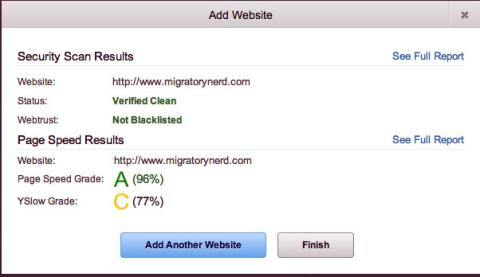 Add Website
Security Scan Results See Full Report
Website: http://www.migratorynerd.com
Status: Verified Clean
Webtrust: Not Blacklisted
Page Speed Results See Full Report
Website: http://www.migratorynerd.com
Page Speed Grade: A (96%)
YSlow Grade: C (77%)
Add Another Website Finish